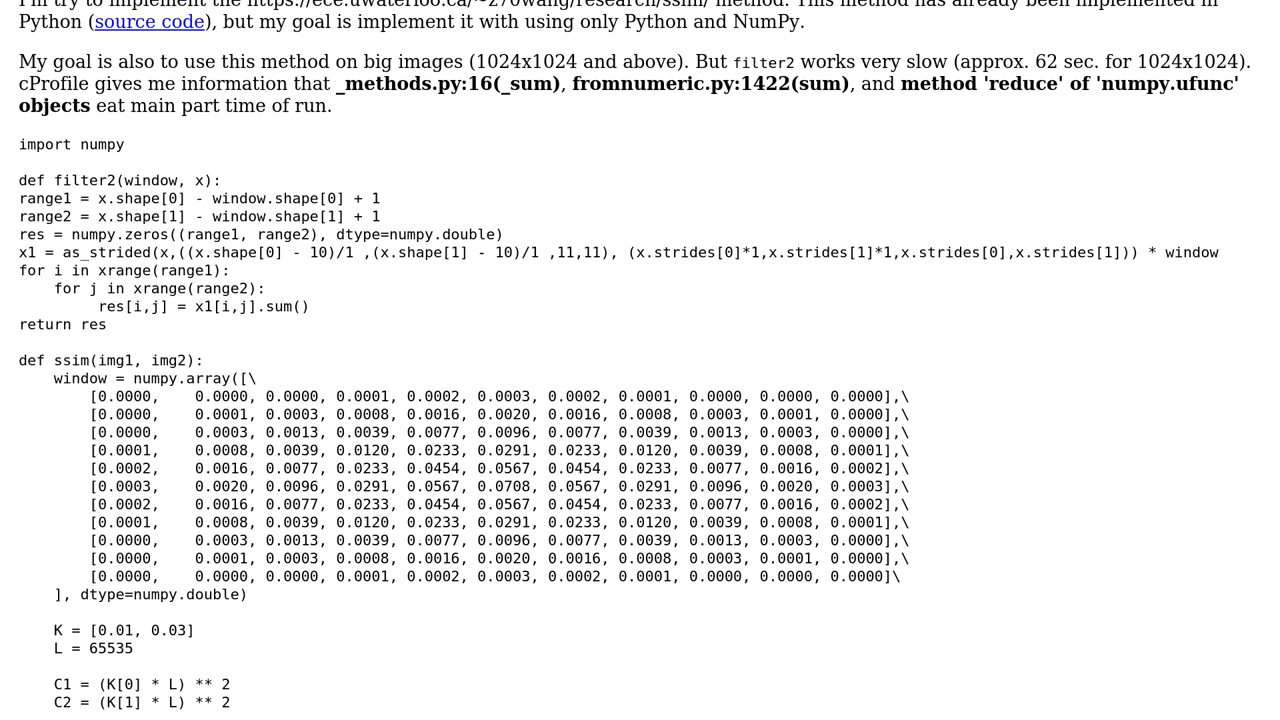 I'm try to implement the https://ece.uwaterloo.ca/~z70wang/research/ssim/ method. This method has already been implemented in
Python (source code), but my goal is implement it with using only Python and NumPy.
My goal is also to use this method on big images (1024x1024 and above). But filter2 works very slow (approx. 62 sec. for 1024x1024).
cProfile gives me information that _methods.py:16(_sum), fromnumeric.py:1422(sum), and method 'reduce' of 'numpy.ufunc'
objects eat main part time of run.
import numpy
def filter2(window, x):
range1 = x.shape[0] - window.shape[0] + 1
range2 = x.shape[1] - window.shape[1] + 1
res = numpy.zeros((range1, range2), dtype=numpy.double)
x1 = as_strided(x,((x.shape[0] - 10)/1 ,(x.shape[1] - 10)/1 ,11,11), (x.strides[0]*1,x.strides[1]*1,x.strides[0],x.strides[1])) * window
for i in xrange(range1):
    for j in xrange(range2):
         res[i,j] = x1[i,j].sum()
return res
def ssim(img1, img2):
    window = numpy.array([\
        [0.0000,    0.0000, 0.0000, 0.0001, 0.0002, 0.0003, 0.0002, 0.0001, 0.0000, 0.0000, 0.0000],\
        [0.0000,    0.0001, 0.0003, 0.0008, 0.0016, 0.0020, 0.0016, 0.0008, 0.0003, 0.0001, 0.0000],\
        [0.0000,    0.0003, 0.0013, 0.0039, 0.0077, 0.0096, 0.0077, 0.0039, 0.0013, 0.0003, 0.0000],\
        [0.0001,    0.0008, 0.0039, 0.0120, 0.0233, 0.0291, 0.0233, 0.0120, 0.0039, 0.0008, 0.0001],\
        [0.0002,    0.0016, 0.0077, 0.0233, 0.0454, 0.0567, 0.0454, 0.0233, 0.0077, 0.0016, 0.0002],\
        [0.0003,    0.0020, 0.0096, 0.0291, 0.0567, 0.0708, 0.0567, 0.0291, 0.0096, 0.0020, 0.0003],\
        [0.0002,    0.0016, 0.0077, 0.0233, 0.0454, 0.0567, 0.0454, 0.0233, 0.0077, 0.0016, 0.0002],\
        [0.0001,    0.0008, 0.0039, 0.0120, 0.0233, 0.0291, 0.0233, 0.0120, 0.0039, 0.0008, 0.0001],\
        [0.0000,    0.0003, 0.0013, 0.0039, 0.0077, 0.0096, 0.0077, 0.0039, 0.0013, 0.0003, 0.0000],\
        [0.0000,    0.0001, 0.0003, 0.0008, 0.0016, 0.0020, 0.0016, 0.0008, 0.0003, 0.0001, 0.0000],\
        [0.0000,    0.0000, 0.0000, 0.0001, 0.0002, 0.0003, 0.0002, 0.0001, 0.0000, 0.0000, 0.0000]\
    ], dtype=numpy.double)
    K = [0.01, 0.03]
    L = 65535
    C1 = (K[0] * L) ** 2
    C2 = (K[1] * L) ** 2